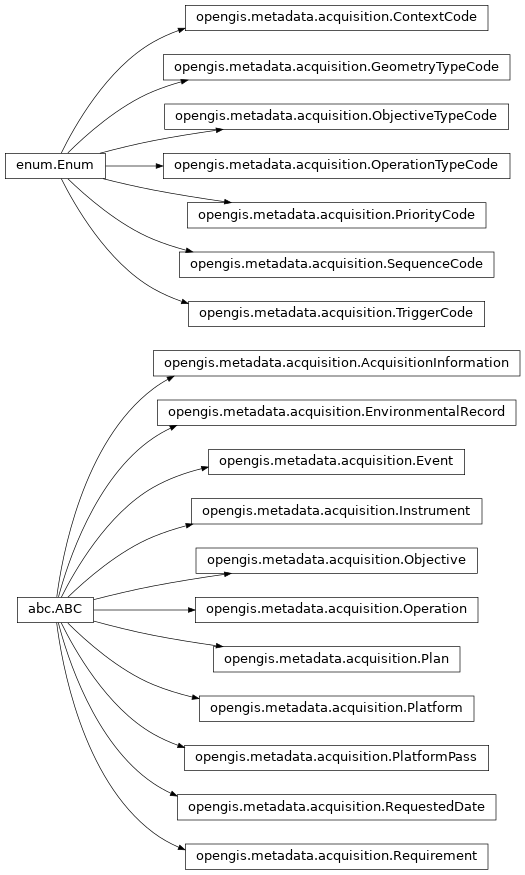 opengis.metadata.acquisition.ContextCode
opengis.metadata.acquisition.GeometryTypeCode
opengis.metadata.acquisition.ObjectiveTypeCode
enum.Enum
opengis.metadata.acquisition.OperationTypeCode
opengis.metadata.acquisition.PriorityCode
opengis.metadata.acquisition.SequenceCode
opengis.metadata.acquisition.TriggerCode
opengis.metadata.acquisition.AcquisitionInformation
opengis.metadata.acquisition.EnvironmentalRecord
opengis.metadata.acquisition.Event
opengis.metadata.acquisition.Instrument
opengis.metadata.acquisition.Objective
abc.ABC
opengis.metadata.acquisition.Operation
opengis.metadata.acquisition.Plan
opengis.metadata.acquisition.Platform
opengis.metadata.acquisition.PlatformPass
opengis.metadata.acquisition.RequestedDate
opengis.metadata.acquisition.Requirement